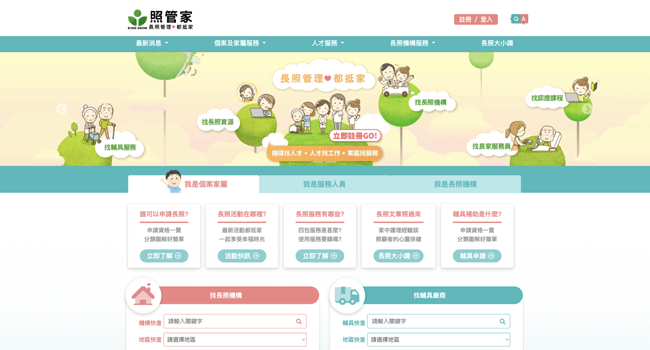 照管家
KIND GROW 長照管理♥都抵家
註冊 / 登入
Q A
最新消息
個案及家屬服務
人才服務
長照機構服務
長照大小識
長照管理♥都抵家
找長照機構
找認證課程
找長照資源
立即註冊GO!
找輔具服務
找居家服務員
機構找人才 • 人才找工作 • 家屬找服務
我是個案家屬
我是服務人員
我是長照機構
誰可以申請長照?
申請資格一覽
分類圖解好簡單
立即了解
長照活動在哪裡?
最新活動都抵家
一起享受幸福時光
活動快訊
長照服務有哪些?
四包服務是甚麼?
使用服務要錢嗎?
立即了解
長照文章照過來
家中護理經驗談
照顧者的心靈保健
長照大小識
輔具補助是什麼?
申請資格一覽
分類圖解好簡單
輔具申請
找長照機構
機構快查
請輸入關鍵字
地區快查
請選擇地區
找輔具廠商
輔具快查
請輸入關鍵字
地區快查
請選擇地區